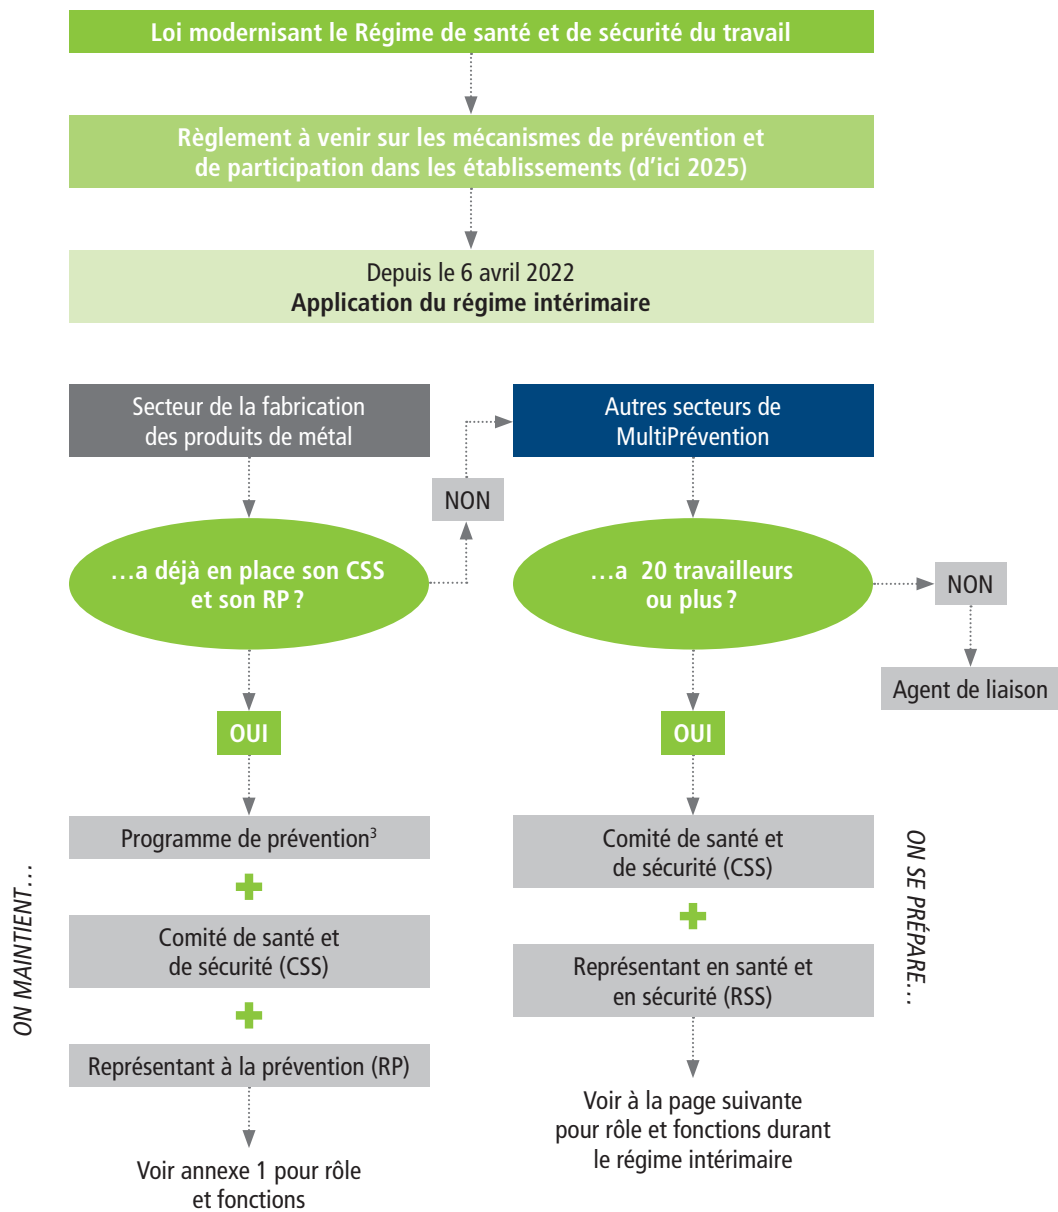 Loi modernisant le Régime de santé et de sécurité du travail
Règlement à venir sur les mécanismes de prévention et
de participation dans les établissements (d’ici 2025)
Depuis le 6 avril 2022
Application du régime intérimaire
Secteur de la fabrication
des produits de métal
NON
…a déjà en place son CSS
et son RP ?
OUI
ON MAINTIENT…
Programme de prévention³
Comité de santé et
de sécurité (CSS)
Représentant à la prévention (RP)
Voir annexe 1 pour rôle
et fonctions
Autres secteurs de
MultiPrévention
…a 20 travailleurs
ou plus ?
NON
Agent de liaison
OUI
ON SE PRÉPARE…
Comité de santé et
de sécurité (CSS)
Représentant en santé et
en sécurité (RSS)
Voir à la page suivante
pour rôle et fonctions durant
le régime intérimaire